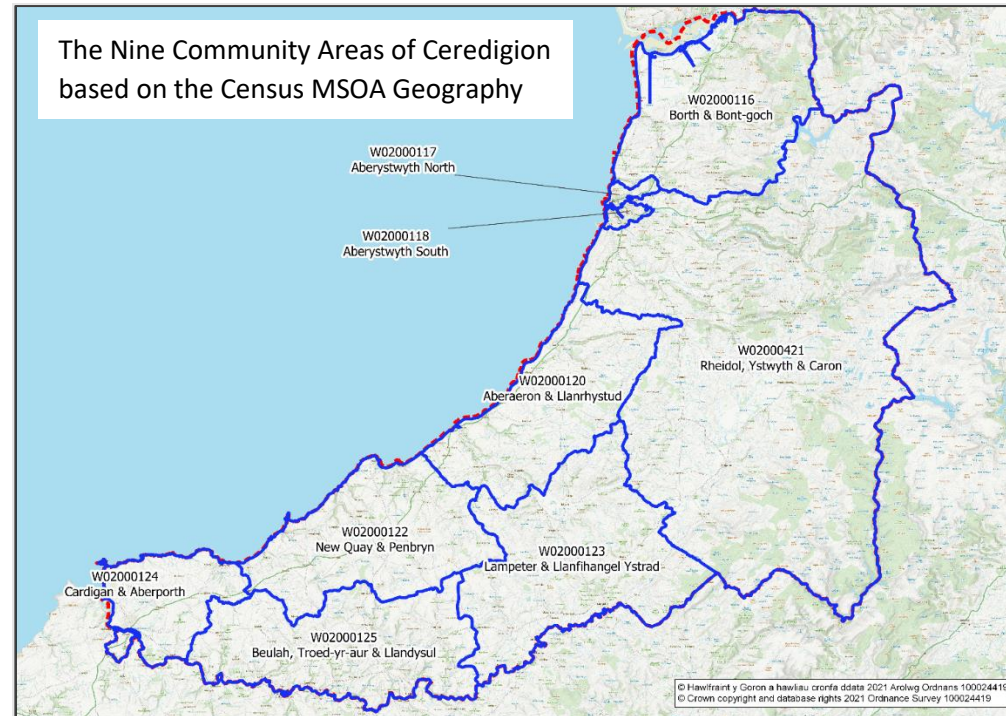 The Nine Community Areas of Ceredigion
based on the Census MSOA Geography
W02000116
Borth & Bont-goch
W02000117
Aberystwyth North
W02000118
Aberystwyth South
W02000421
Rheidol, Ystwyth & Caron
W02000120
Aberaeron & Llanrhystud
W02000122
New Quay & Penbryn
W02000123
Lampeter & Llanfihangel Ystrad
W02000124
Cardigan & Aberporth
W02000125
Beulah, Troed-yr-aur & Llandysul
© Hawlfraint y Goron a hawliau cronfa ddata 2021 Arolwg Ordnans 100024419
© Crown copyright and database rights 2021 Ordnance Survey 100024419